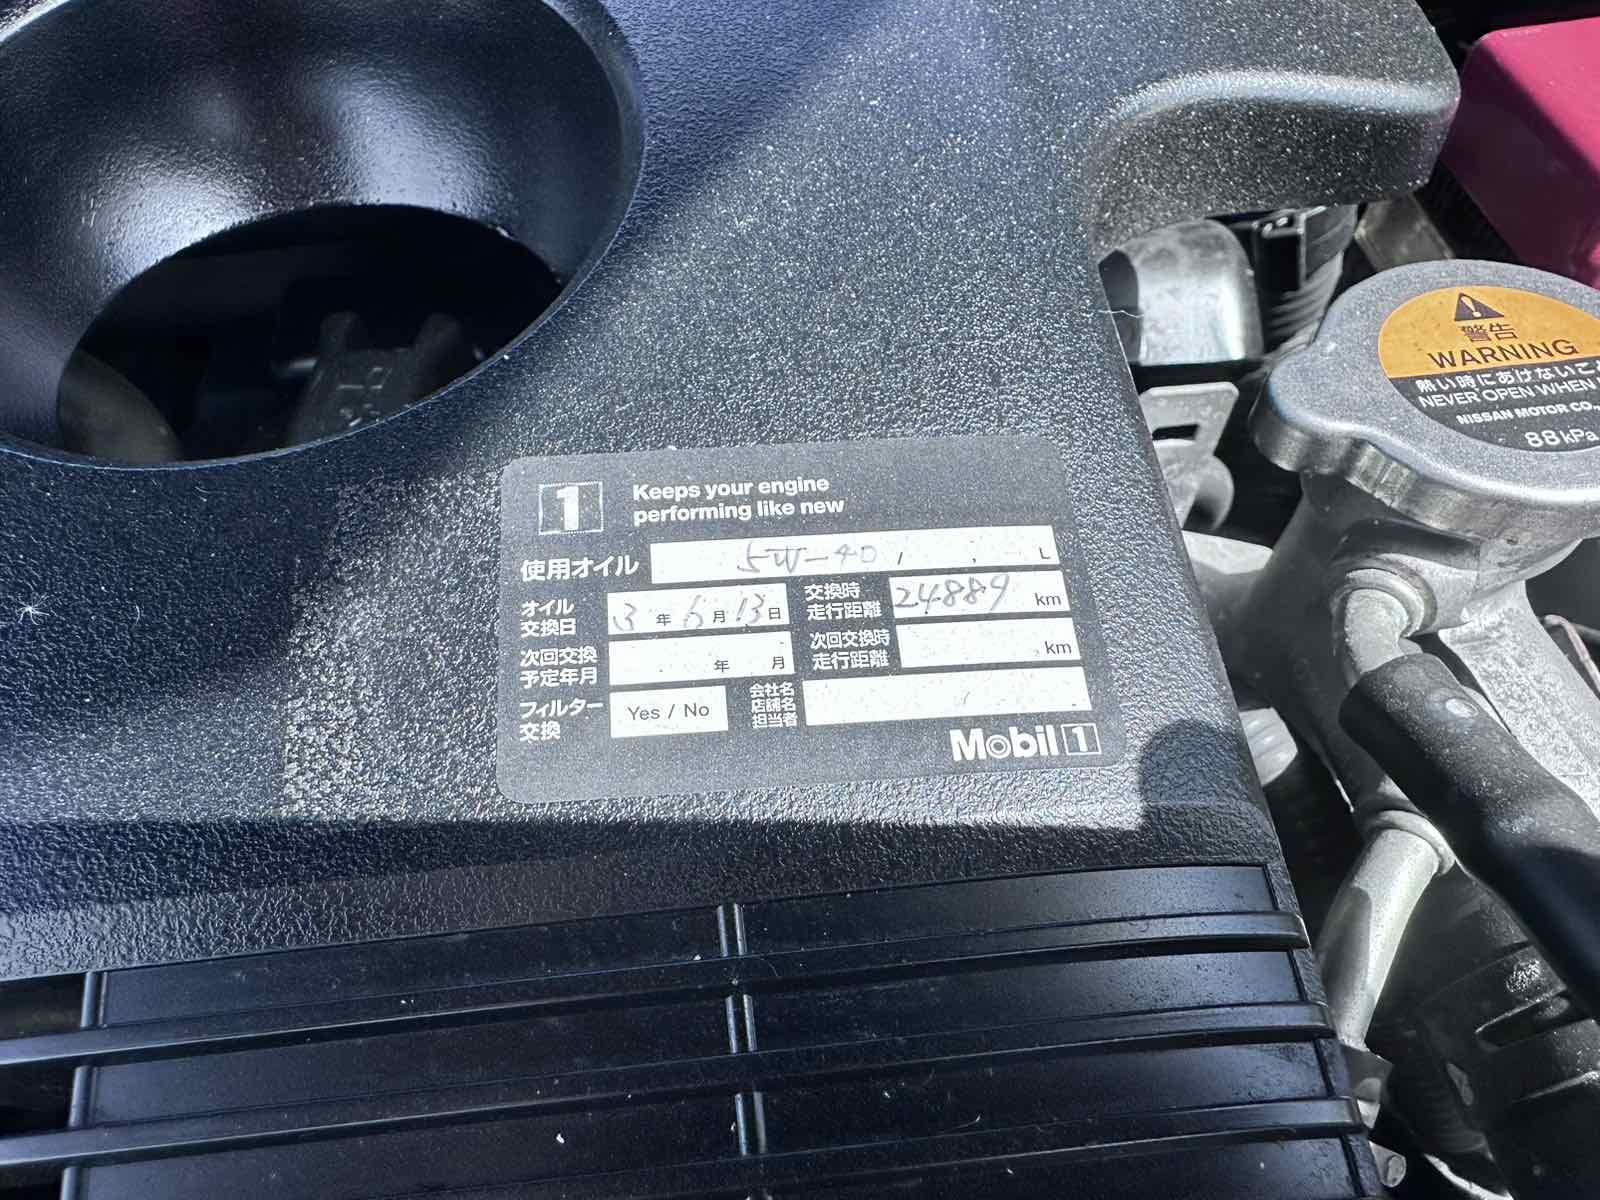 警告
WARNING
熱い時にあけないこ
NEVER OPEN WHEN
NISSAN MOTOR CO.,
88kPa
1
Keeps your engine
performing like new
使用オイル 5W-40 L
オイル
交換日 3年6月13日
交換時
走行距離 24889 km
次回交換
予定年月 年 月
次回交換時
走行距離 km
フィルター
交換 Yes / No
会社名
店舗名
担当者
Mobil 1